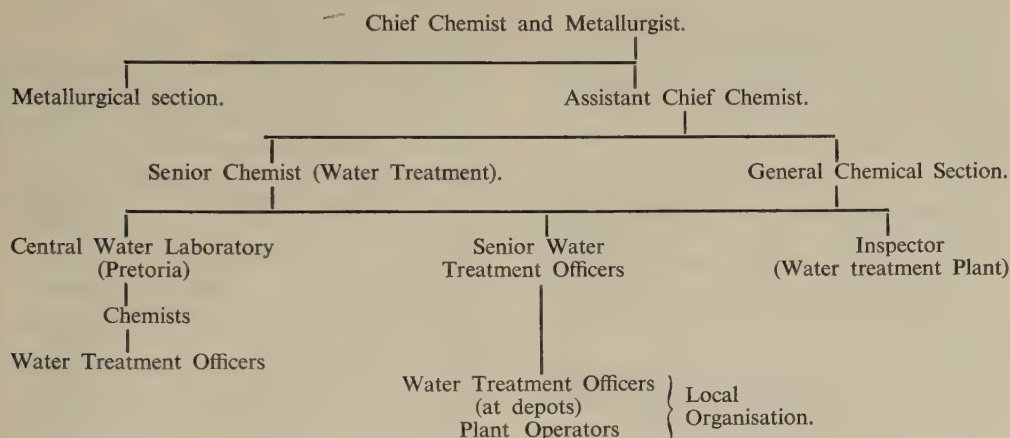 Chief Chemist and Metallurgist.
Metallurgical section.
Assistant Chief Chemist.
Senior Chemist (Water Treatment).
General Chemical Section.
Central Water Laboratory
(Pretoria)
Chemists
Water Treatment Officers
Senior Water
Treatment Officers
Inspector
(Water treatment Plant)
Water Treatment Officers
(at depots)
Plant Operators
Local
Organisation.